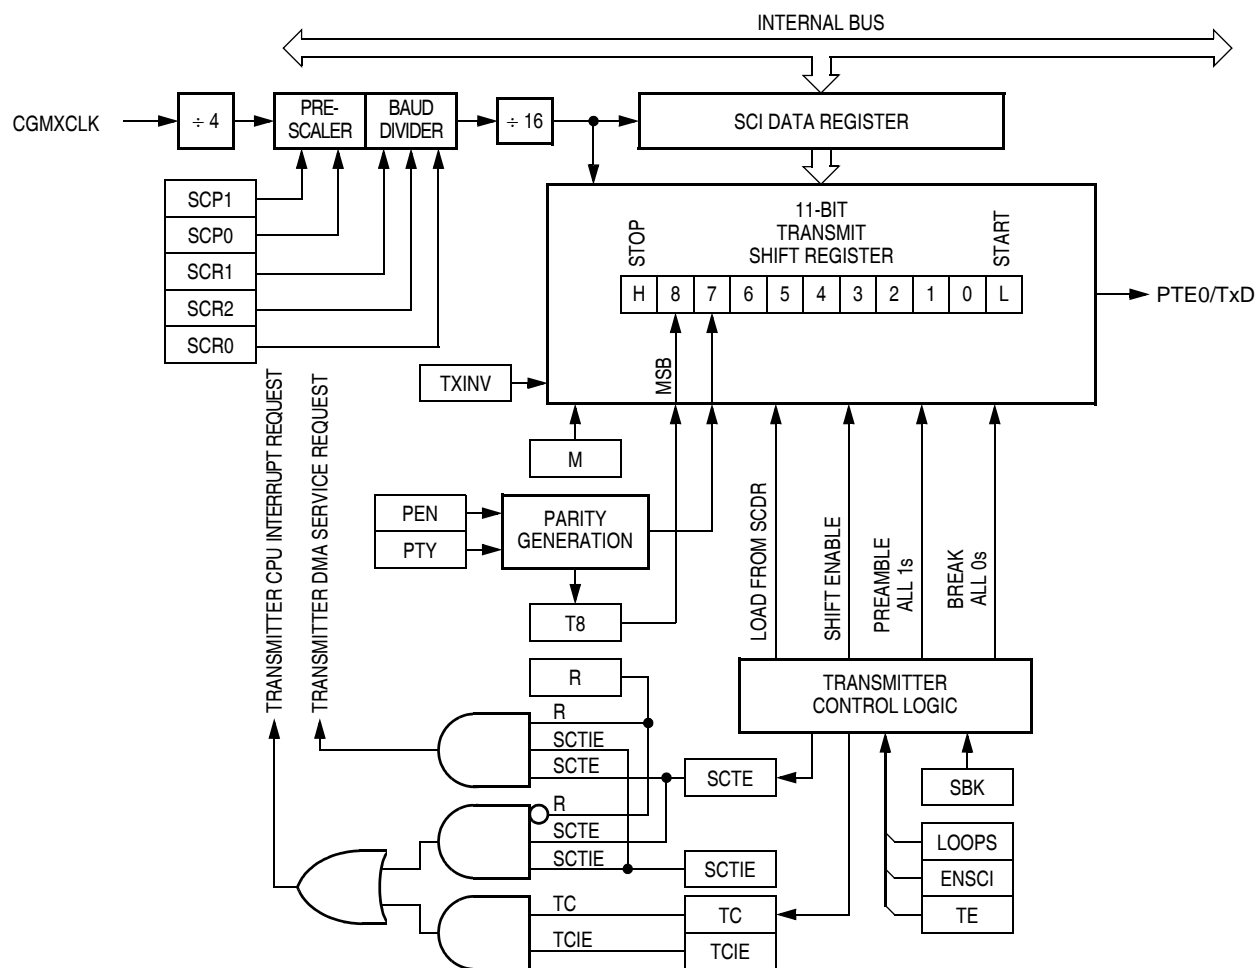 INTERNAL BUS
CGMXCLK
÷ 4
PRE-
SCALER
BAUD
DIVIDER
÷ 16
SCI DATA REGISTER
SCP1
SCP0
SCR1
SCR2
SCR0
11-BIT
TRANSMIT
SHIFT REGISTER
STOP
START
H 8 7 6 5 4 3 2 1 0 L
PTE0/TxD
MSB
TXINV
M
PEN
PTY
PARITY
GENERATION
T8
R
TRANSMITTER CPU INTERRUPT REQUEST
TRANSMITTER DMA SERVICE REQUEST
LOAD FROM SCDR
SHIFT ENABLE
PREAMBLE
ALL 1s
BREAK
ALL 0s
TRANSMITTER
CONTROL LOGIC
R
SCTIE
SCTE
SCTE
SBK
R
SCTE
SCTIE
SCTIE
LOOPS
ENSCI
TE
TC
TC
TCIE
TCIE